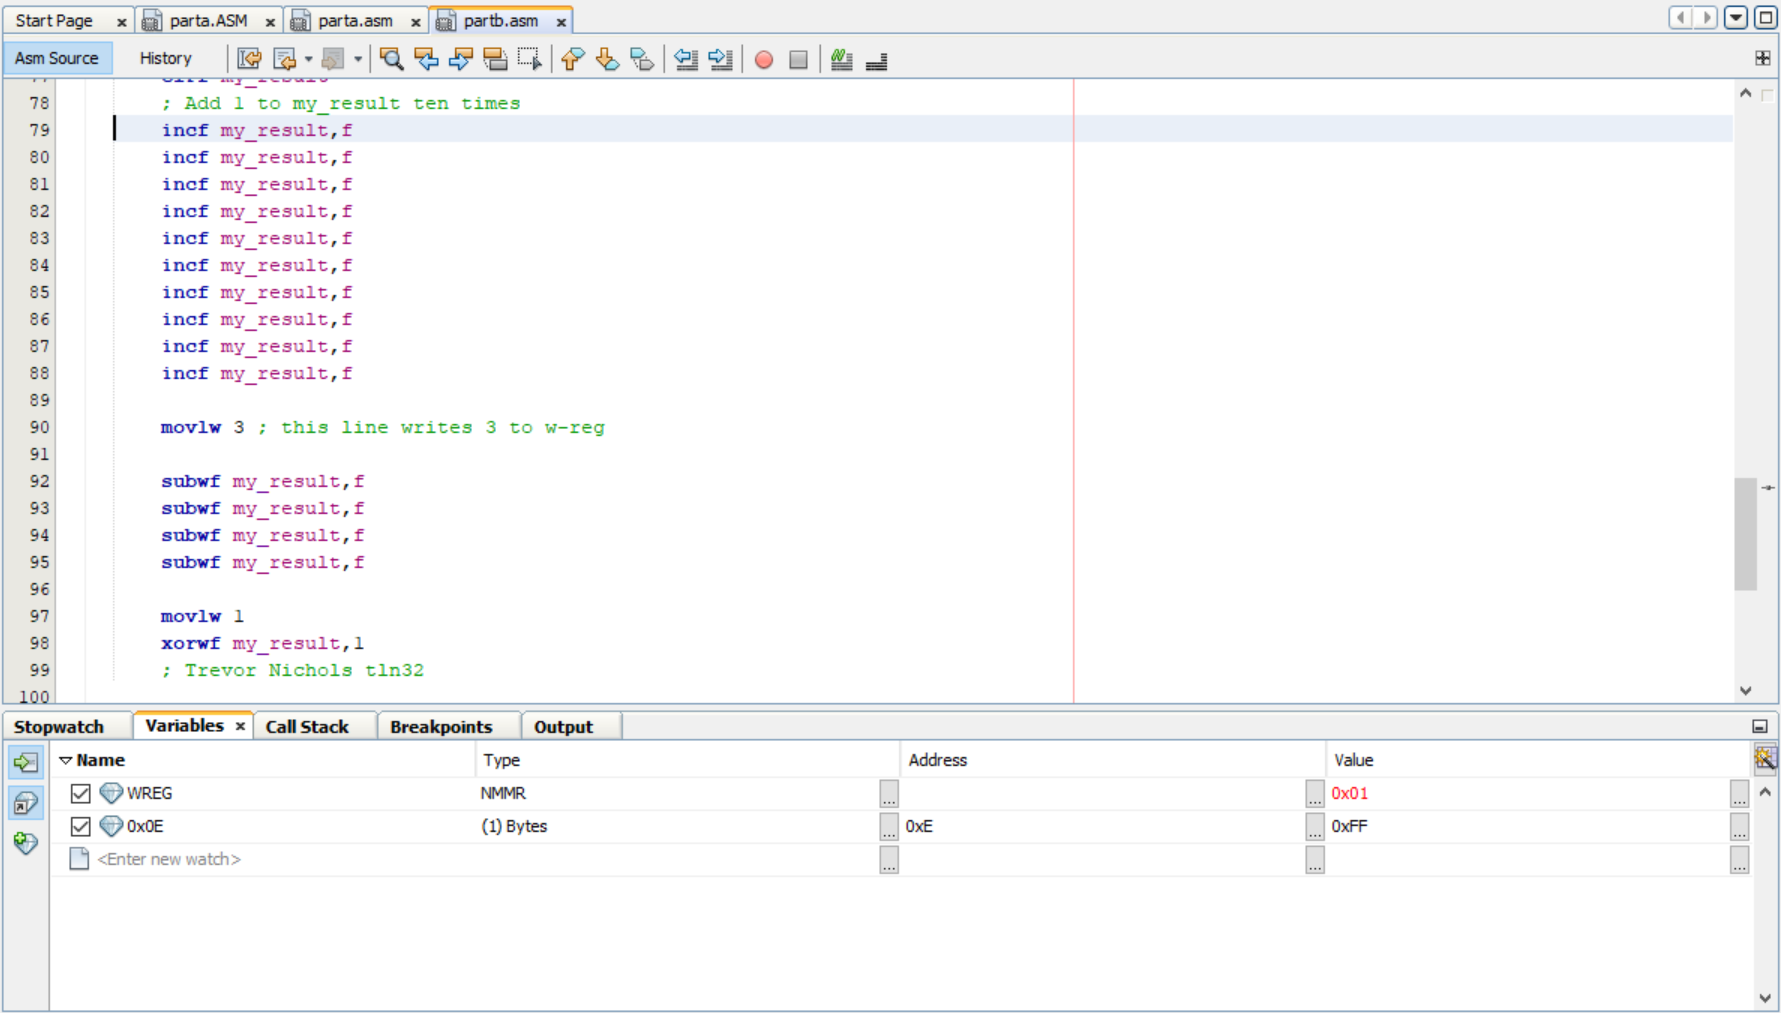 Start Page x parta.ASM x parta.asm x partb.asm x
Asm Source History
77 clrf my_result
78 ; Add 1 to my_result ten times
79 incf my_result,f
80 incf my_result,f
81 incf my_result,f
82 incf my_result,f
83 incf my_result,f
84 incf my_result,f
85 incf my_result,f
86 incf my_result,f
87 incf my_result,f
88 incf my_result,f
89
90 movlw 3 ; this line writes 3 to w-reg
91
92 subwf my_result,f
93 subwf my_result,f
94 subwf my_result,f
95 subwf my_result,f
96
97 movlw 1
98 xorwf my_result,1
99 ; Trevor Nichols tln32
100
Stopwatch Variables x Call Stack Breakpoints Output
Name Type Address Value
WREG NMMR ... ... 0x01 ...
0x0E (1) Bytes ... 0xE ... 0xFF ...
<Enter new watch> ... ... ...